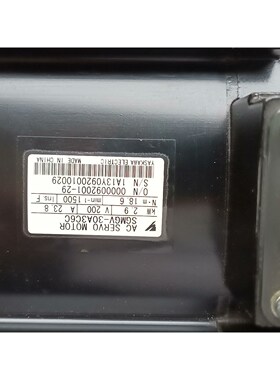 AC SERVO MOTOR
SGMGV-30A3C6C
kW 2.9 V 200 A 23.8
N·m 18.6 min-1 1500 Ins F
O/N 0000092001-29
S/N 1A13Y0920010029
YASKAWA ELECTRIC MADE IN CHINA